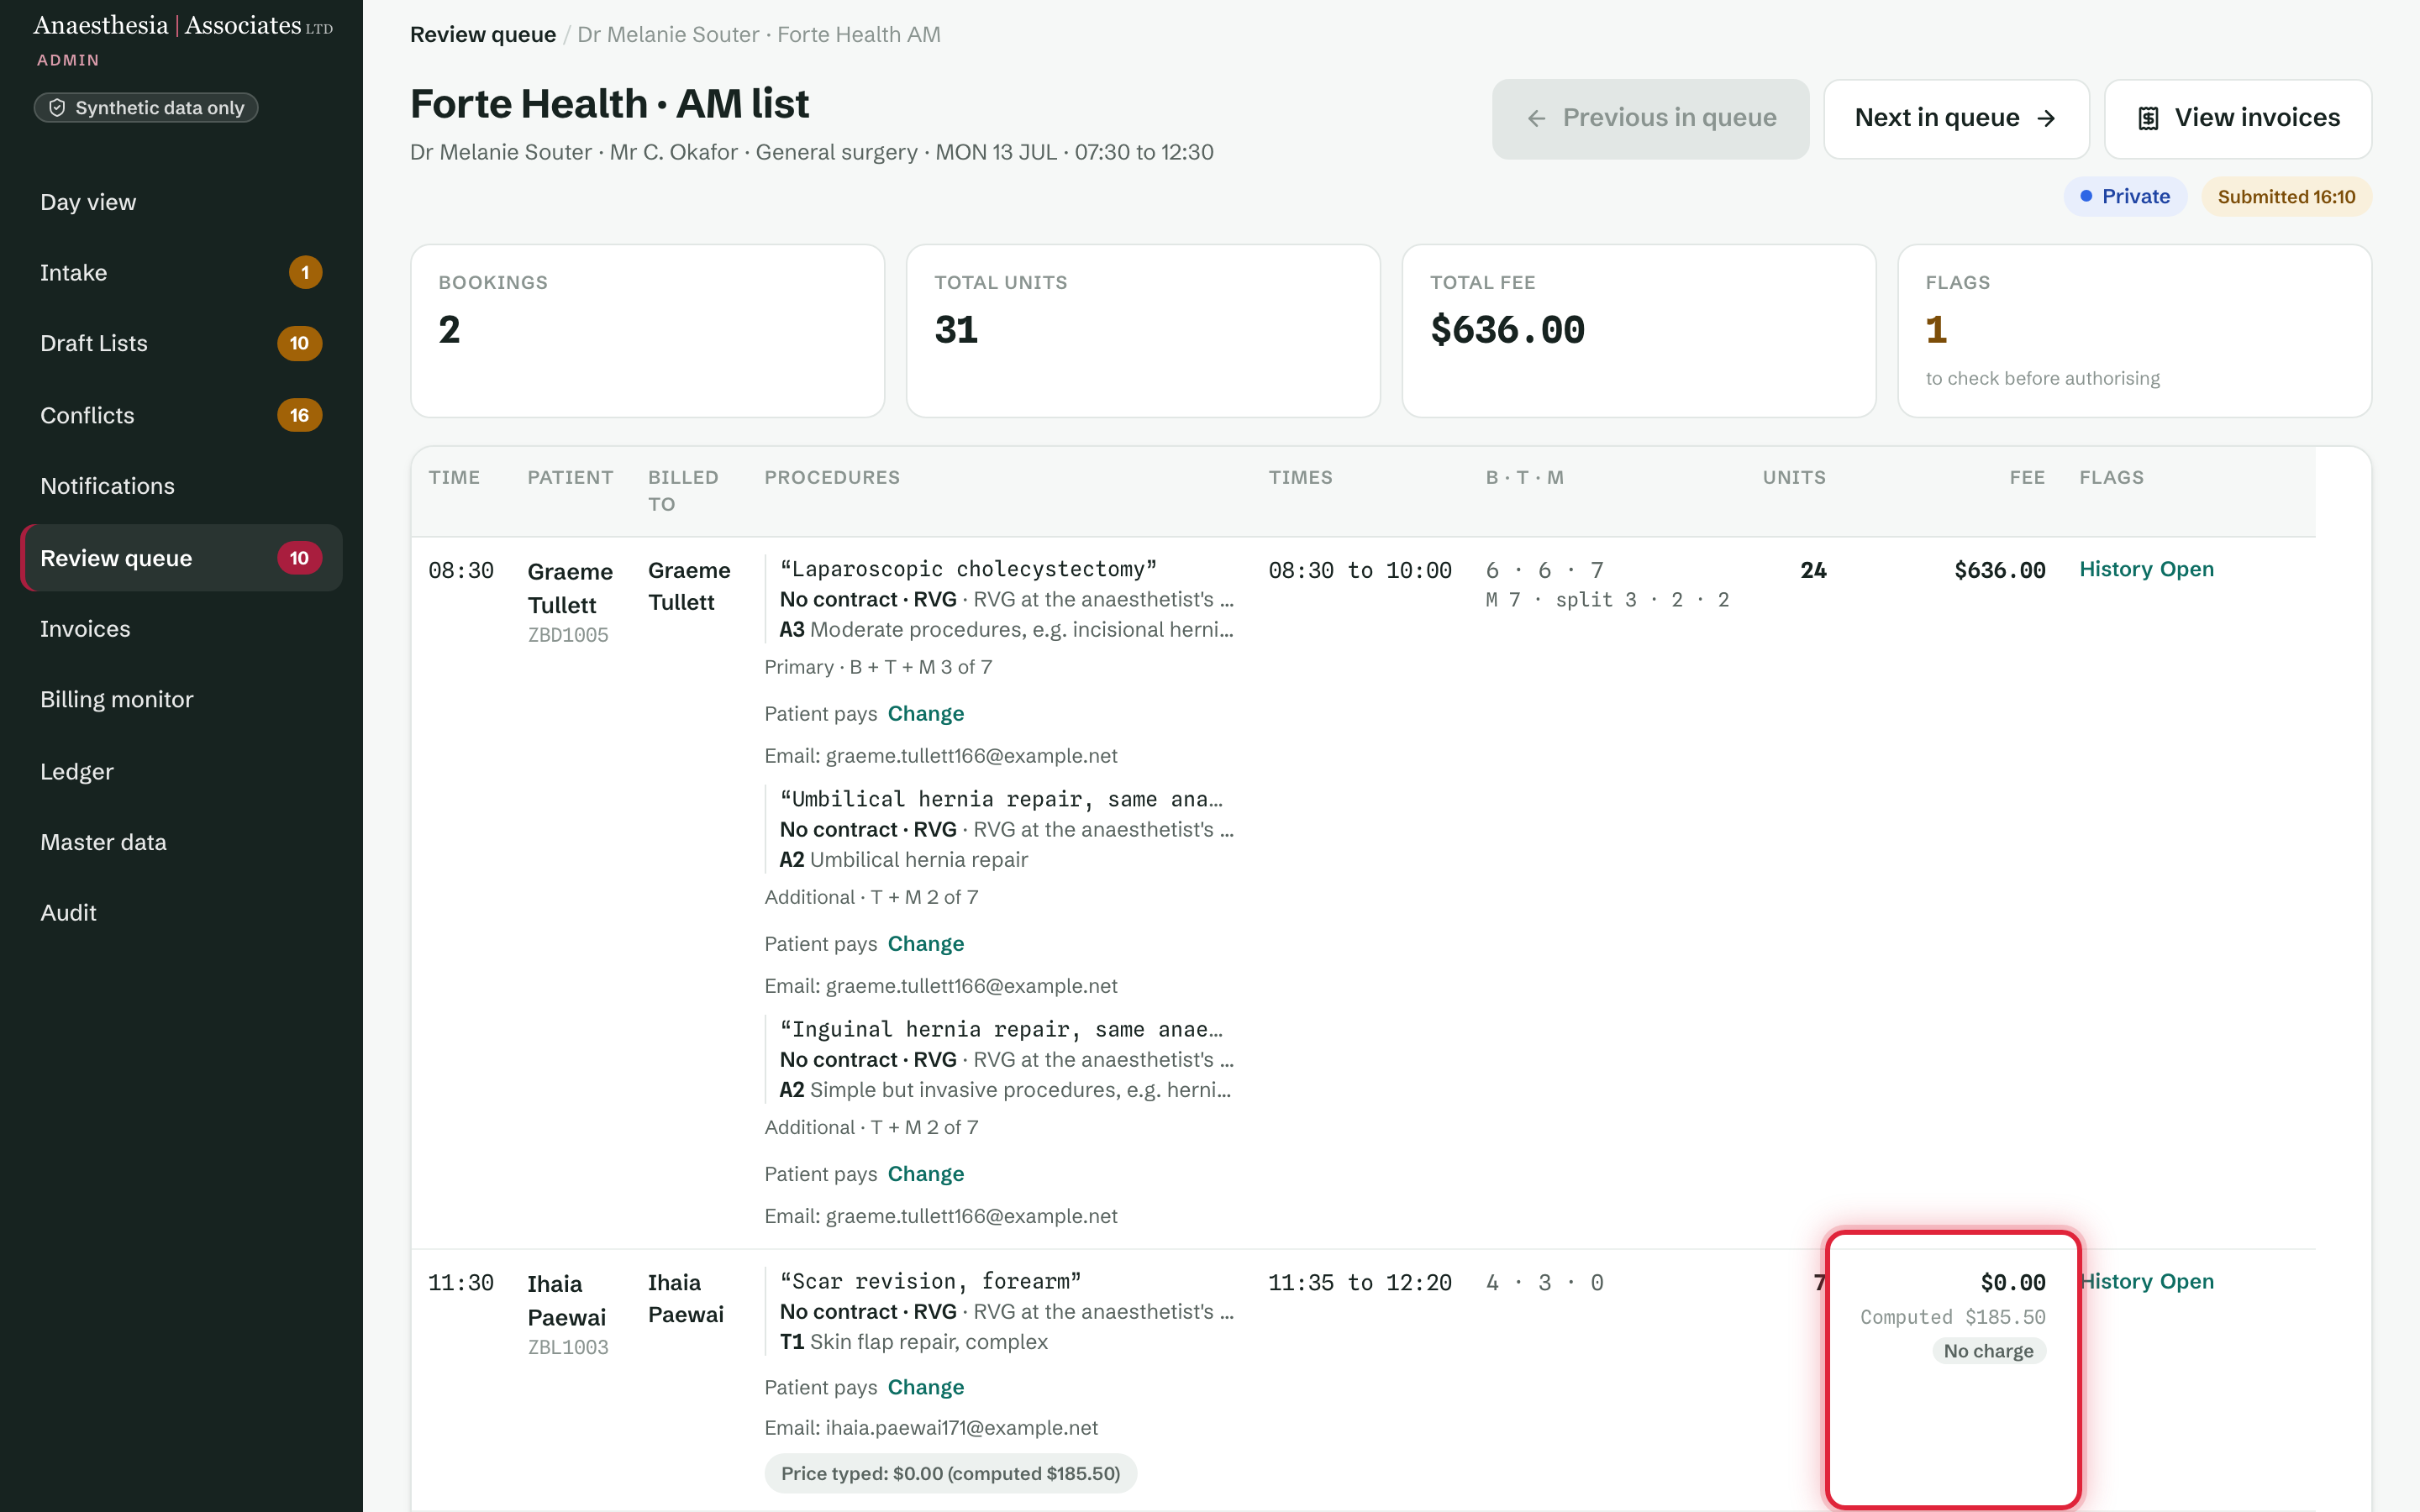 Anaesthesia | Associates LTD
ADMIN
Synthetic data only
Day view
Intake 1
Draft Lists 10
Conflicts 16
Notifications
Review queue 10
Invoices
Billing monitor
Ledger
Master data
Audit
Review queue / Dr Melanie Souter · Forte Health AM
Forte Health · AM list
Dr Melanie Souter · Mr C. Okafor · General surgery · MON 13 JUL · 07:30 to 12:30
← Previous in queue
Next in queue →
View invoices
Private
Submitted 16:10
BOOKINGS
2
TOTAL UNITS
31
TOTAL FEE
$636.00
FLAGS
1
to check before authorising
TIME PATIENT BILLED TO PROCEDURES TIMES B · T · M UNITS FEE FLAGS
08:30
Graeme
Tullett
ZBD1005
Graeme
Tullett
“Laparoscopic cholecystectomy”
No contract · RVG · RVG at the anaesthetist's ...
A3 Moderate procedures, e.g. incisional herni...
Primary · B + T + M 3 of 7
Patient pays Change
Email: graeme.tullett166@example.net
“Umbilical hernia repair, same ana...
No contract · RVG · RVG at the anaesthetist's ...
A2 Umbilical hernia repair
Additional · T + M 2 of 7
Patient pays Change
Email: graeme.tullett166@example.net
“Inguinal hernia repair, same anae...
No contract · RVG · RVG at the anaesthetist's ...
A2 Simple but invasive procedures, e.g. herni...
Additional · T + M 2 of 7
Patient pays Change
Email: graeme.tullett166@example.net
08:30 to 10:00
6 · 6 · 7
M 7 · split 3 · 2 · 2
24
$636.00
History Open
11:30
Ihaia
Paewai
ZBL1003
Ihaia
Paewai
“Scar revision, forearm”
No contract · RVG · RVG at the anaesthetist's ...
T1 Skin flap repair, complex
Patient pays Change
Email: ihaia.paewai171@example.net
Price typed: $0.00 (computed $185.50)
11:35 to 12:20
4 · 3 · 0
7
$0.00
Computed $185.50
No charge
History Open